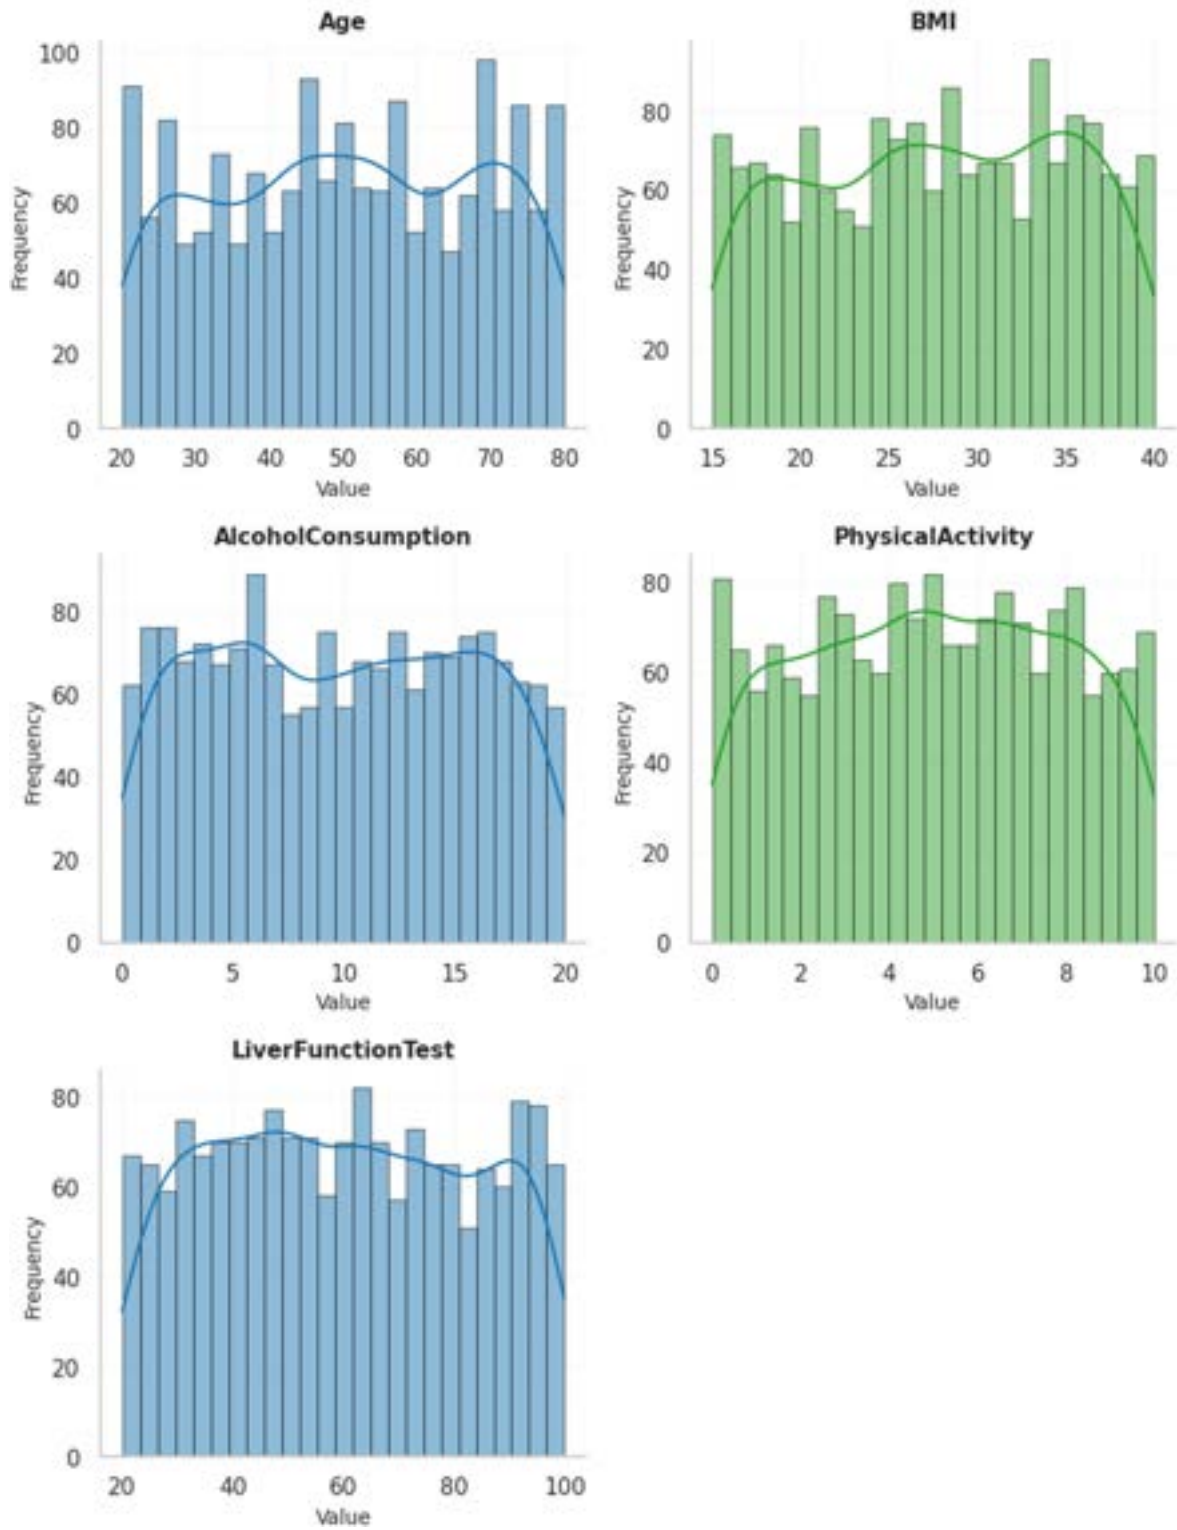 Age
100
80
60
40
20
0
Frequency
20 30 40 50 60 70 80
Value
BMI
80
60
40
20
0
Frequency
15 20 25 30 35 40
Value
AlcoholConsumption
80
60
40
20
0
Frequency
0 5 10 15 20
Value
PhysicalActivity
80
60
40
20
0
Frequency
0 2 4 6 8 10
Value
LiverFunctionTest
80
60
40
20
0
Frequency
20 40 60 80 100
Value